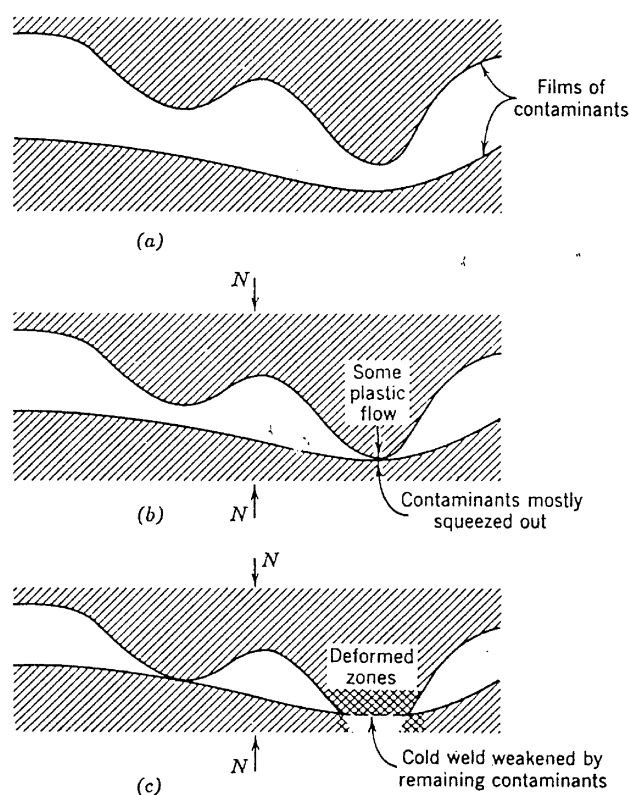 Films of
contaminants
(a)
N
Some
plastic
flow
N
(b)
Contaminants mostly
squeezed out
N
Deformed
zones
N
(c)
Cold weld weakened by
remaining contaminants